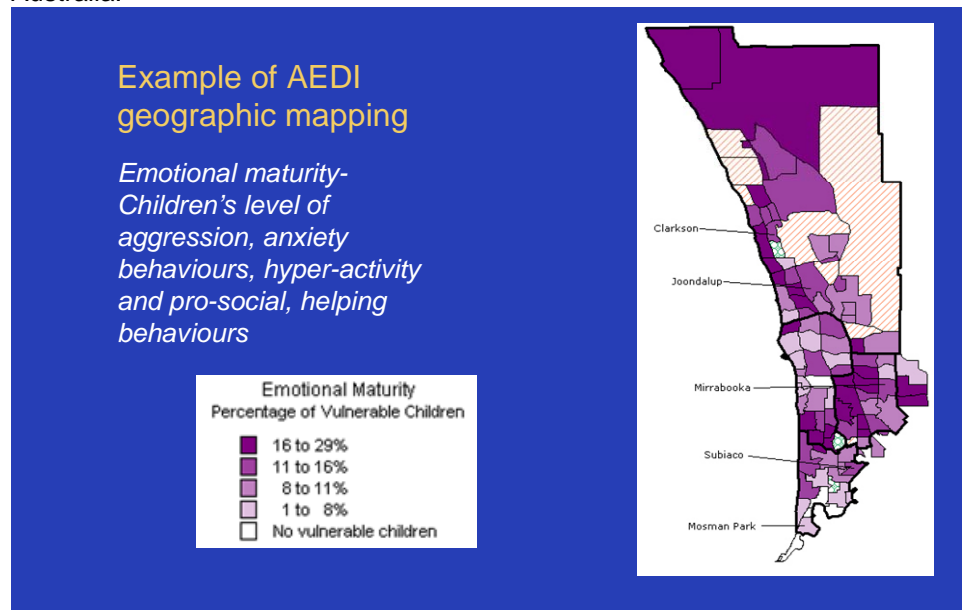 Australia.
Example of AEDI
geographic mapping
Emotional maturity-
Children's level of
aggression, anxiety
behaviours, hyper-activity
and pro-social, helping
behaviours
Emotional Maturity
Percentage of Vulnerable Children
16 to 29%
11 to 16%
8 to 11%
1 to 8%
No vulnerable children
Clarkson
Joondalup
Mirrabooka
Subiaco
Mosman Park